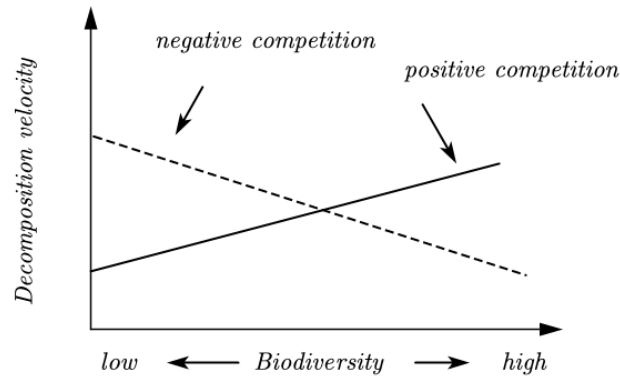 negative competition
positive competition
Decomposition velocity
low
Biodiversity
high